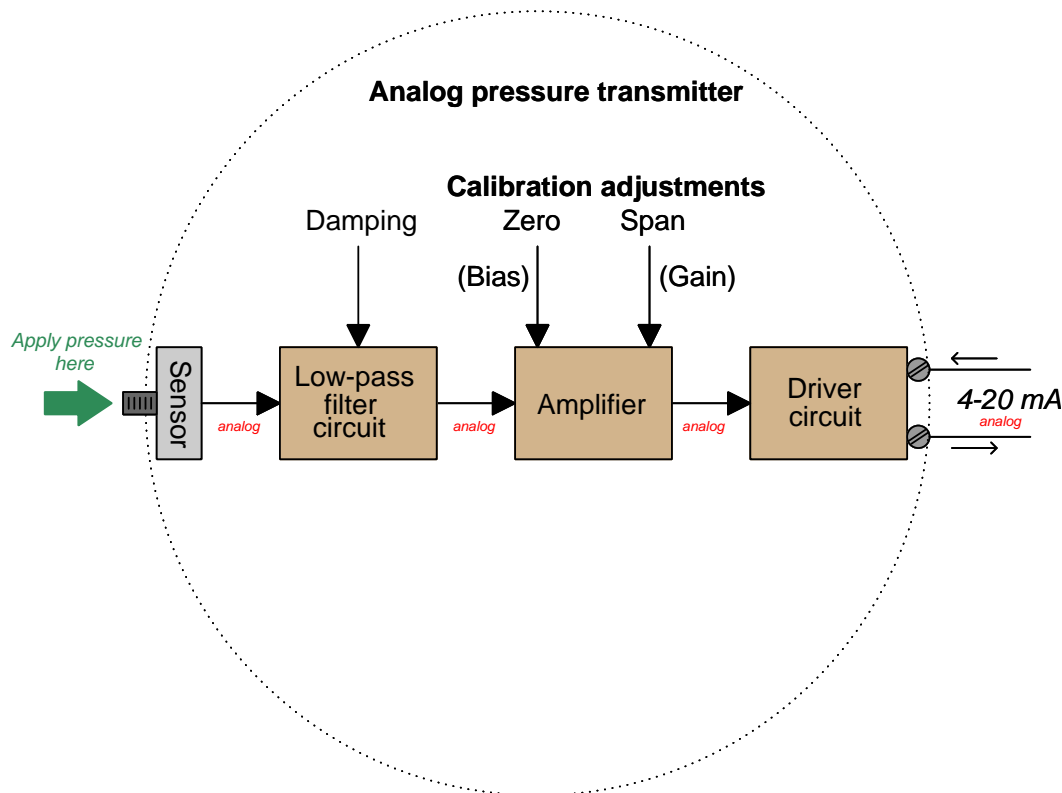 Analog pressure transmitter
Calibration adjustments
Damping
Zero
Span
(Bias)
(Gain)
Apply pressure
here
Sensor
analog
Low-pass
filter
circuit
analog
Amplifier
analog
Driver
circuit
4-20 mA
analog